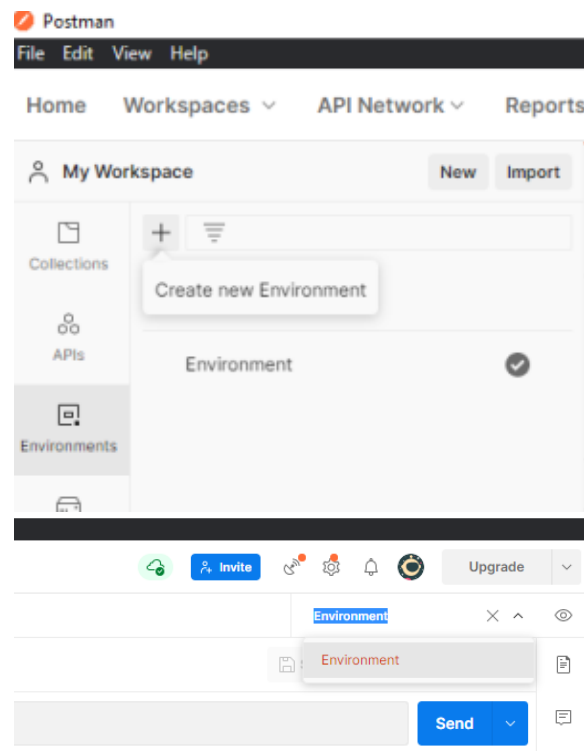 Postman
File Edit View Help
Home Workspaces API Network Reports
My Workspace New Import
Collections
Create new Environment
APIs
Environment
Environments
Invite Upgrade
Environment
Environment
Send